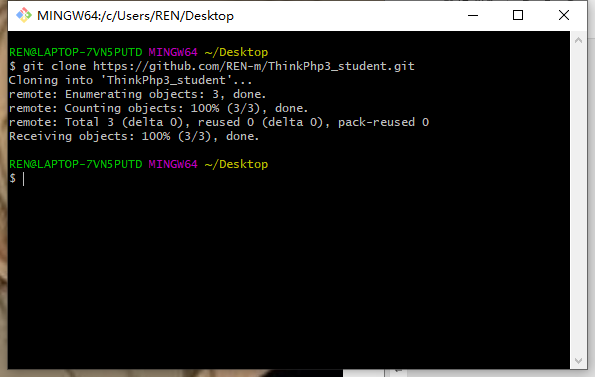 MINGW64:/c/Users/REN/Desktop
REN@LAPTOP-7VN5PUTD MINGW64 ~/Desktop
$ git clone https://github.com/REN-m/ThinkPhp3_student.git
Cloning into 'ThinkPhp3_student'...
remote: Enumerating objects: 3, done.
remote: Counting objects: 100% (3/3), done.
remote: Total 3 (delta 0), reused 0 (delta 0), pack-reused 0
Receiving objects: 100% (3/3), done.
REN@LAPTOP-7VN5PUTD MINGW64 ~/Desktop
$